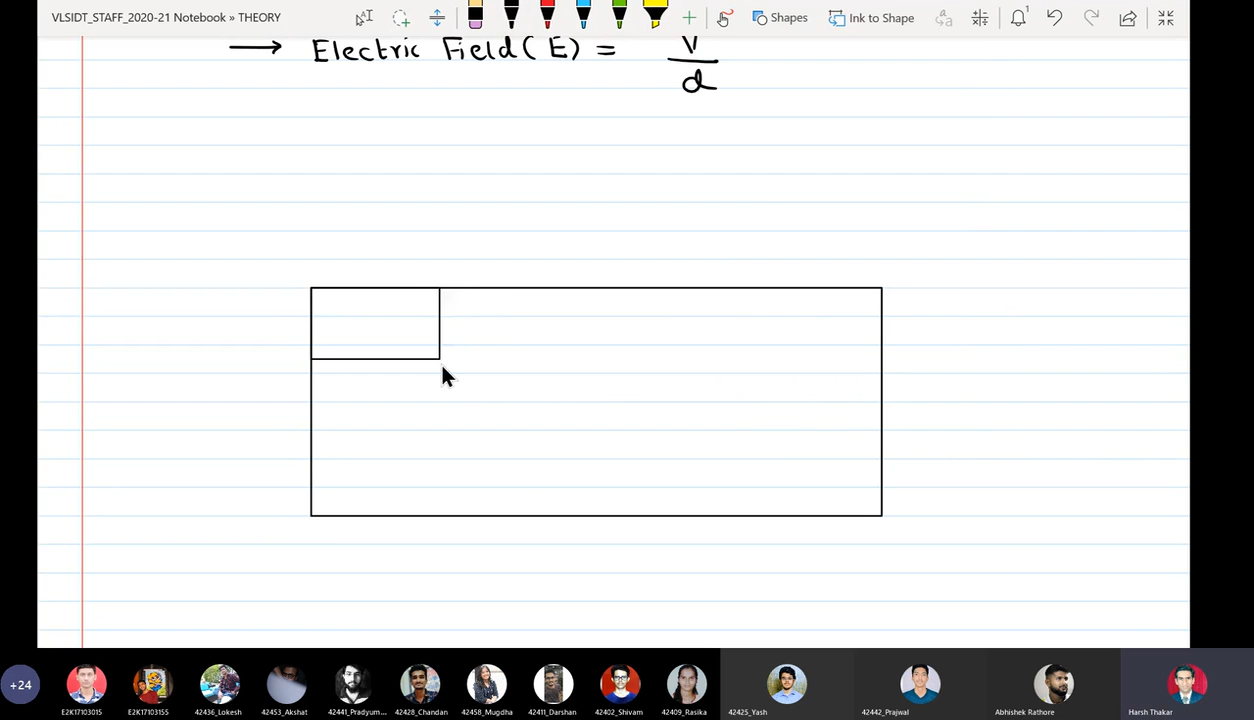 VLSIDT_STAFF_2020-21 Notebook » THEORY
Shapes
Ink to Shape
→ Electric Field (E) = V
d
+24
E2K17103015
E2K17103155
42436_Lokesh
42453_Akshat
42441_Pradyum...
42428_Chandan
42458_Mugdha
42411_Darshan
42402_Shivam
42409_Rasika
42425_Yash
42442_Prajwal
Abhishek Rathore
Harsh Thakar